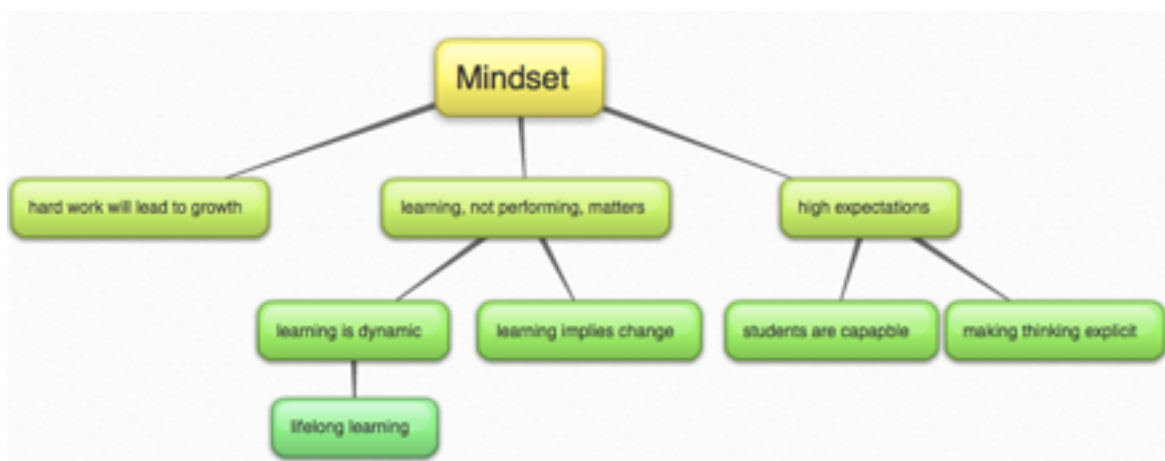 Mindset
hard work will lead to growth
learning, not performing, matters
high expectations
learning is dynamic
learning implies change
students are capapble
making thinking explicit
lifelong learning